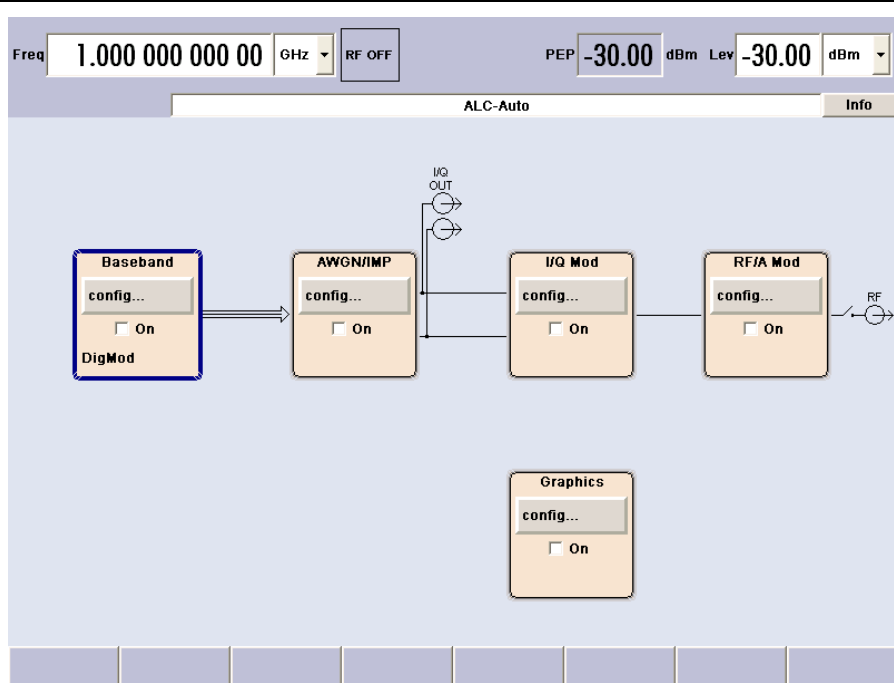 Freq 1.000 000 000 00 GHz RF OFF PEP -30.00 dBm Lev -30.00 dBm
ALC-Auto Info
I/Q
OUT
Baseband AWGN/IMP I/Q Mod RF/A Mod
config... config... config... config... RF
On On On On
DigMod
Graphics
config...
On